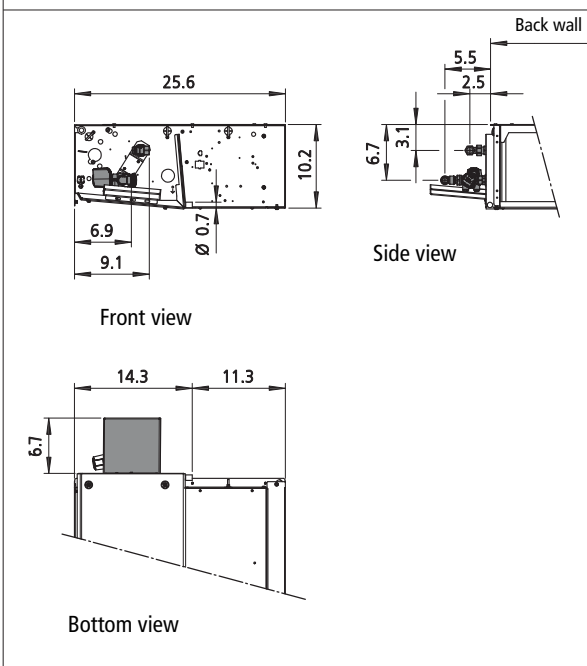 Back wall
5.5
2.5
25.6
3.1
6.7
10.2
6.9
Ø 0.7
9.1
Side view
Front view
14.3
11.3
6.7
Bottom view